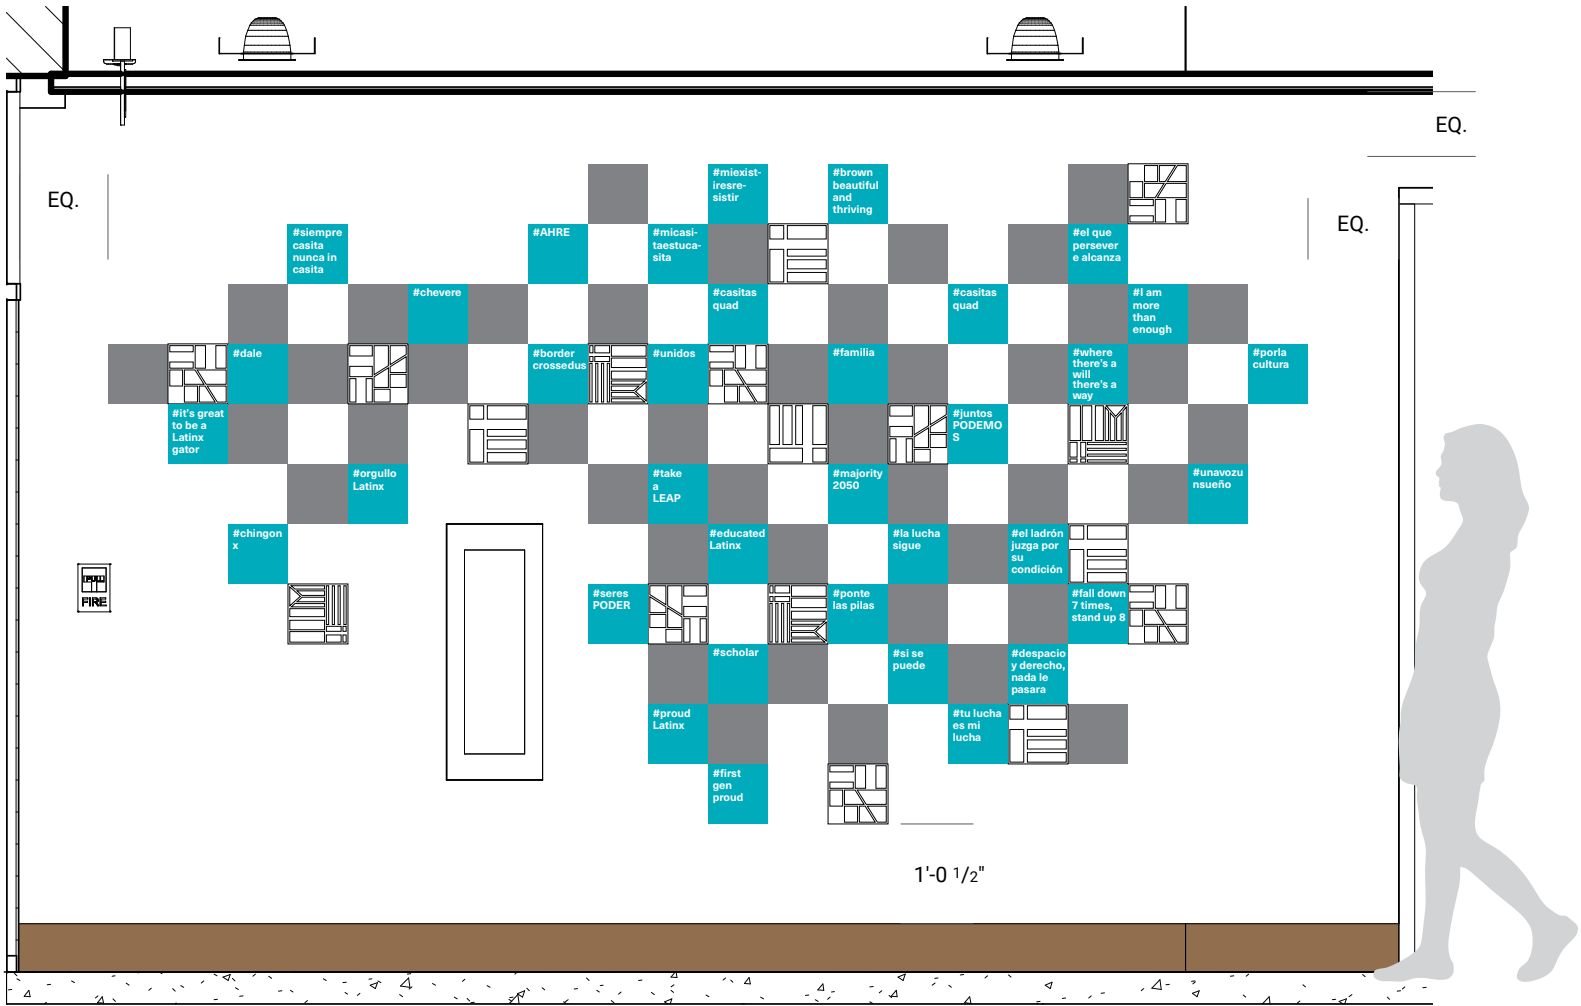 EQ.
EQ.
EQ.
#miexist-
iresre-
sistir
#brown
beautiful
and
thriving
#siempre
casita
nunca in
casita
#AHRE
#micasi-
taestuca-
sita
#el que
persever
e alcanza
#chevere
#casitas
quad
#casitas
quad
#I am
more
than
enough
#dale
#border
crossedus
#unidos
#familia
#where
there's a
will
there's a
way
#porla
cultura
#it's great
to be a
Latinx
gator
#juntos
PODEMO
S
#orgullo
Latinx
#take
a
LEAP
#majority
2050
#unavozu
nsueño
#chingon
x
#educated
Latinx
#la lucha
sigue
#el ladrón
juzga por
su
condición
PULL
FIRE
#seres
PODER
#ponte
las pilas
#fall down
7 times,
stand up 8
#scholar
#si se
puede
#despacio
y derecho,
nada le
pasara
#proud
Latinx
#tu lucha
es mi
lucha
#first
gen
proud
1'-0 1/2"